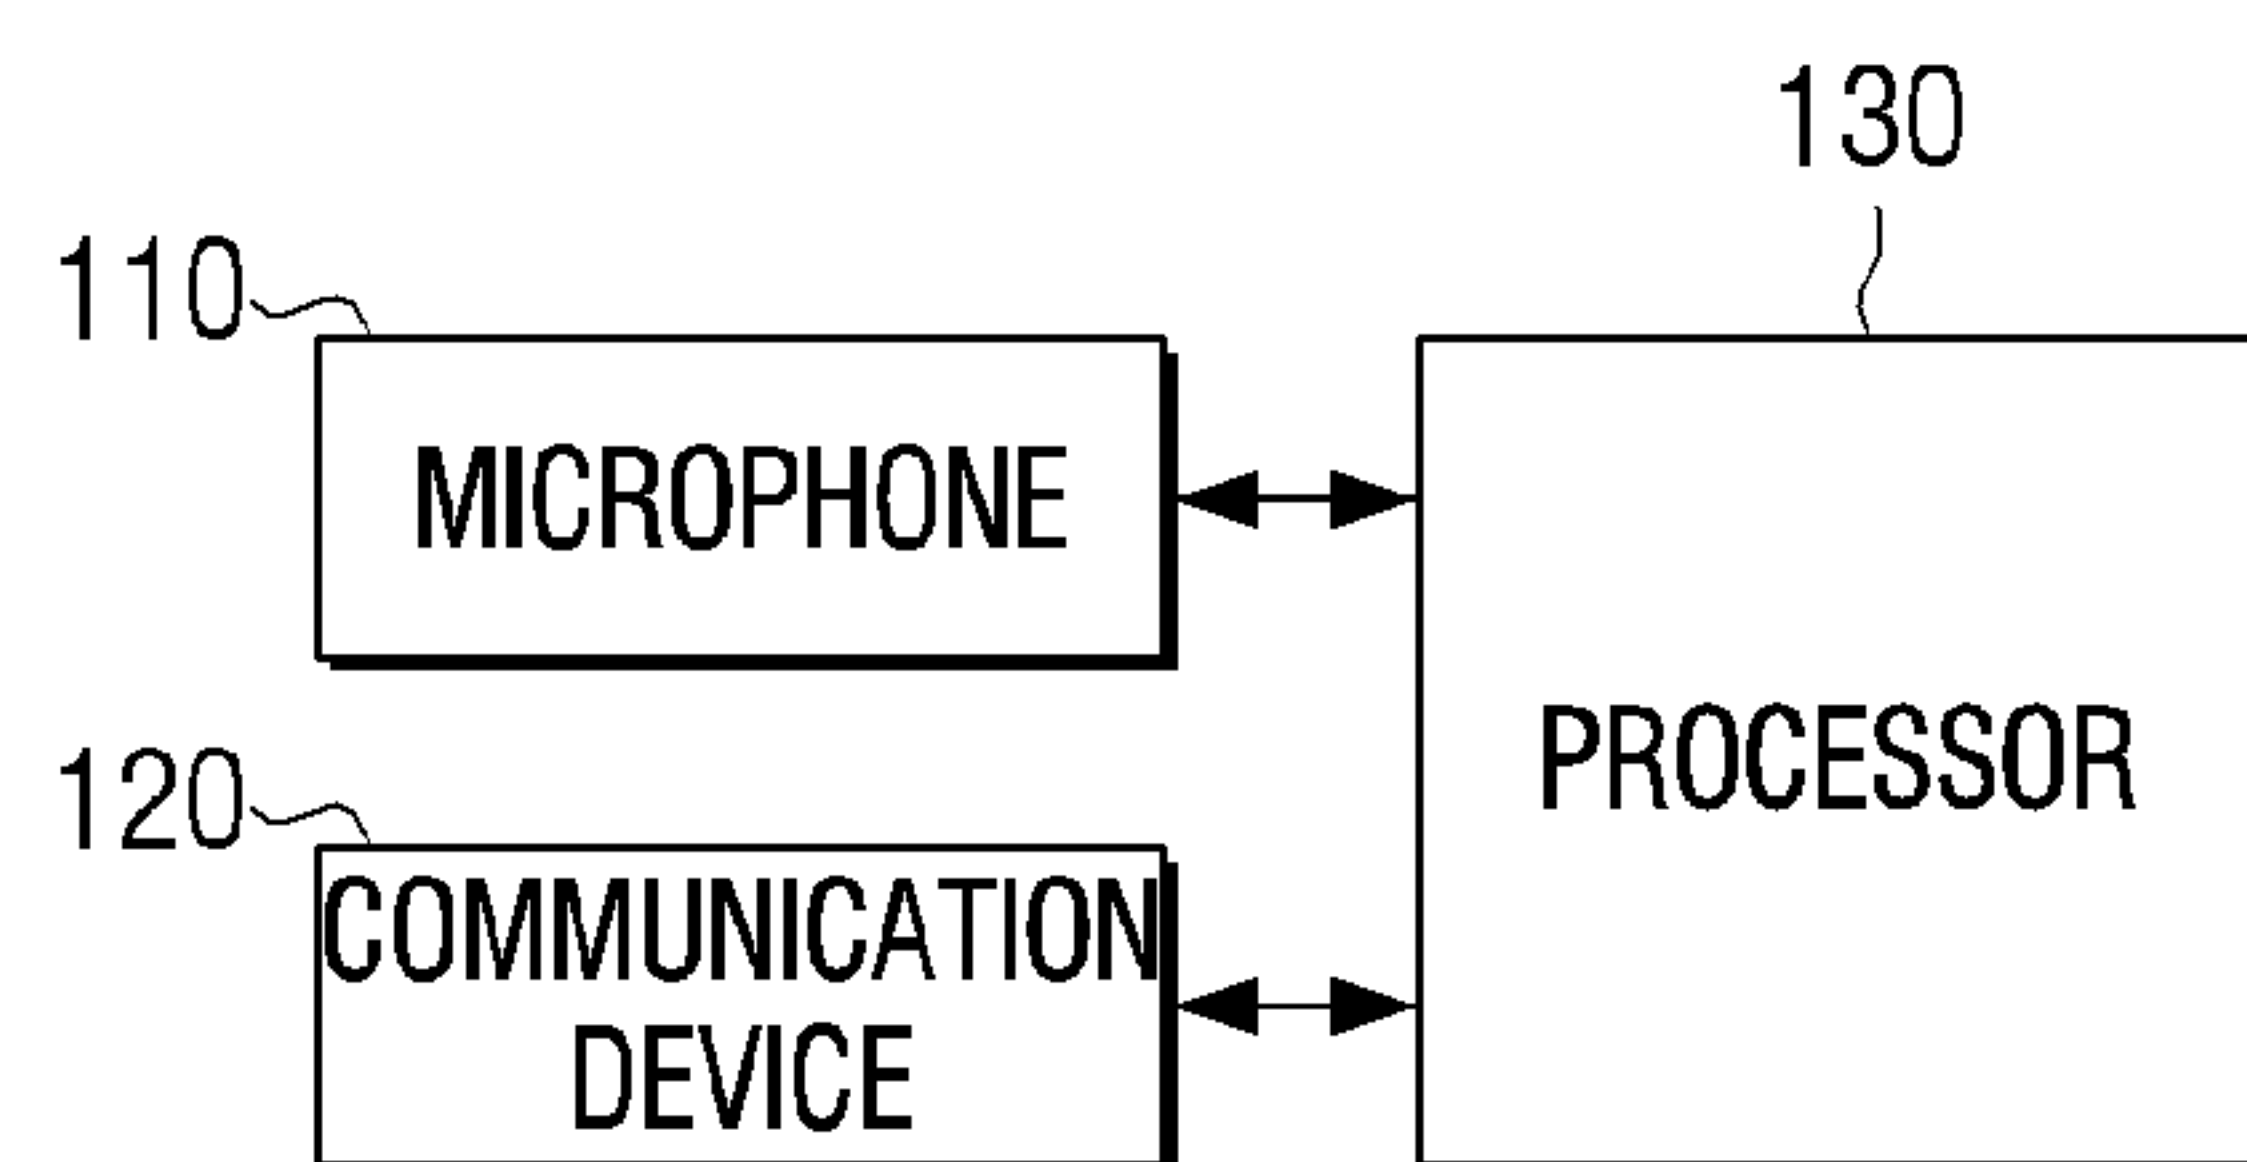 130
110
MICROPHONE
PROCESSOR
120
COMMUNICATION
DEVICE